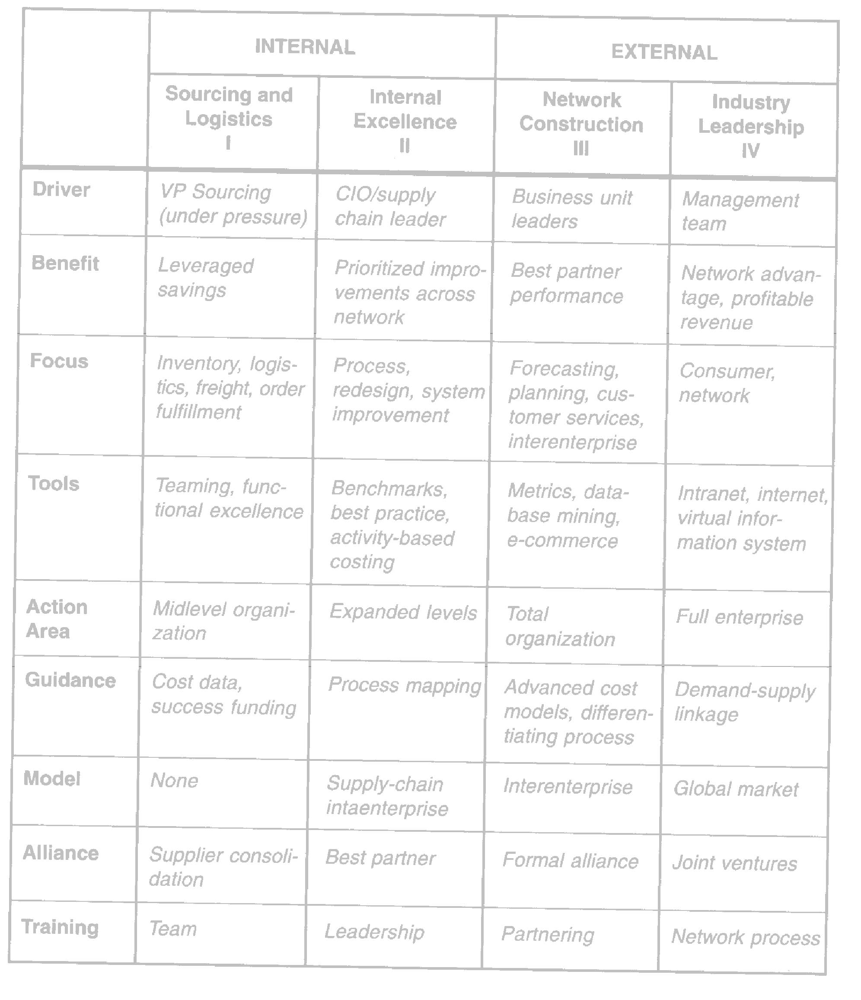 INTERNAL
EXTERNAL
Sourcing and
Logistics
I
Internal
Excellence
II
Network
Construction
III
Industry
Leadership
IV
Driver
VP Sourcing
(under pressure)
CIO/supply
chain leader
Business unit
leaders
Management
team
Benefit
Leveraged
savings
Prioritized impro-
vements across
network
Best partner
performance
Network advan-
tage, profitable
revenue
Focus
Inventory, logis-
tics, freight, order
fulfillment
Process,
redesign, system
improvement
Forecasting,
planning, cus-
tomer services,
interenterprise
Consumer,
network
Tools
Teaming, func-
tional excellence
Benchmarks,
best practice,
activity-based
costing
Metrics, data-
base mining,
e-commerce
Intranet, internet,
virtual infor-
mation system
Action
Area
Midlevel organi-
zation
Expanded levels
Total
organization
Full enterprise
Guidance
Cost data,
success funding
Process mapping
Advanced cost
models, differen-
tiating process
Demand-supply
linkage
Model
None
Supply-chain
intaenterprise
Interenterprise
Global market
Alliance
Supplier consoli-
dation
Best partner
Formal alliance
Joint ventures
Training
Team
Leadership
Partnering
Network process